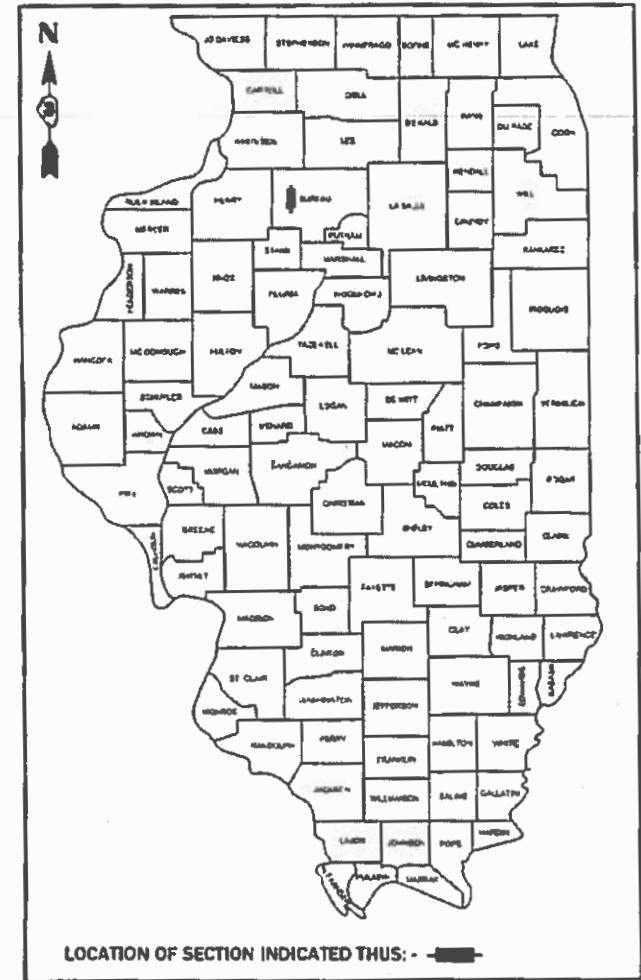 N
JO DAVIESS STEPHENSON WINNEBAGO BOONE MC HENRY LAKE
CARROLL OGLE DE KALB KANE DU PAGE COOK
WHITESIDE LEE
KENDALL WILL
ROCK ISLAND HENRY BUREAU LA SALLE GRUNDY
MERCER PUTNAM KANKAKEE
STARK MARSHALL
HENDERSON WARREN KNOX PEORIA WOODFORD LIVINGSTON IROQUOIS
HANCOCK MC DONOUGH FULTON TAZEWELL MC LEAN FORD
MASON
SCHUYLER LOGAN DE WITT CHAMPAIGN VERMILION
ADAMS BROWN CASS MENARD MACON PIATT
MORGAN SANGAMON DOUGLAS EDGAR
PIKE SCOTT MOULTRIE
CHRISTIAN COLES
GREENE MACOUPIN SHELBY
CALHOUN MONTGOMERY CUMBERLAND CLARK
JERSEY FAYETTE EFFINGHAM JASPER CRAWFORD
MADISON BOND
CLAY RICHLAND LAWRENCE
CLINTON MARION
ST CLAIR WAYNE EDWARDS WABASH
WASHINGTON JEFFERSON
MONROE
RANDOLPH PERRY HAMILTON WHITE
FRANKLIN
JACKSON WILLIAMSON SALINE GALLATIN
UNION JOHNSON POPE HARDIN
PULASKI MASSAC
LOCATION OF SECTION INDICATED THUS: -